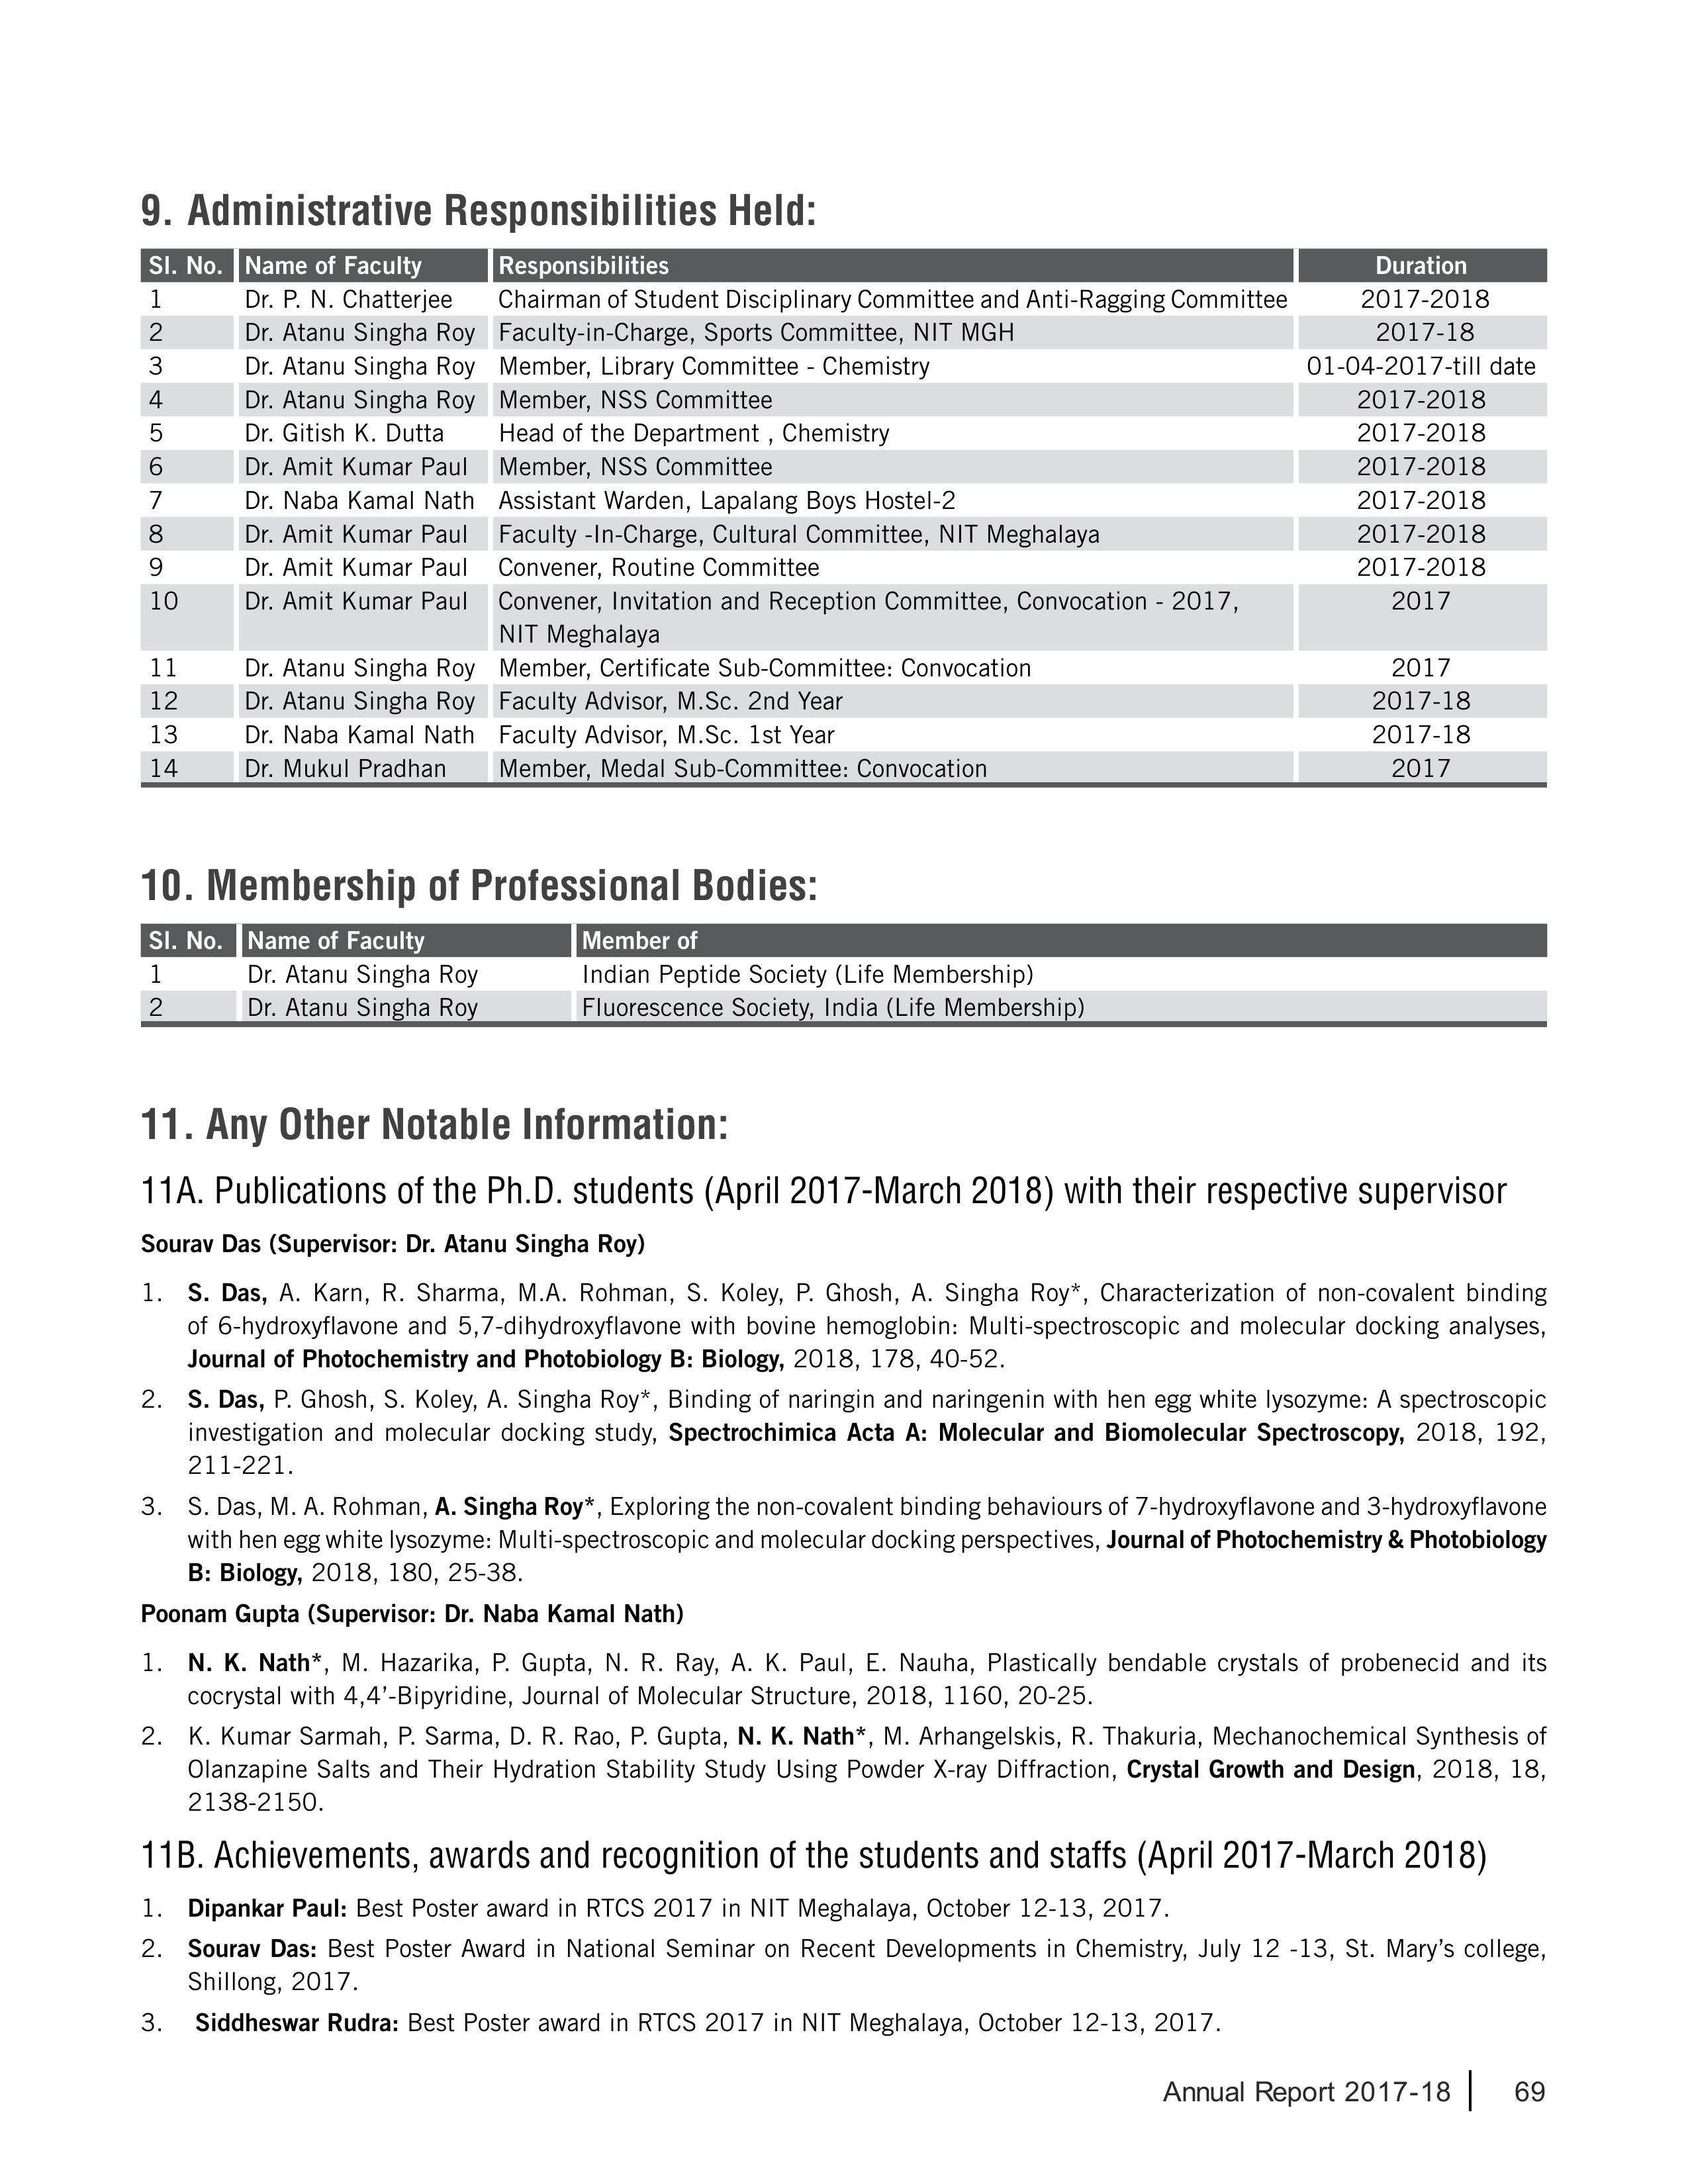 9. Administrative Responsibilities Held:
Sl. No. Name of Faculty Responsibilities Duration
1 Dr. P. N. Chatterjee Chairman of Student Disciplinary Committee and Anti-Ragging Committee 2017-2018
2 Dr. Atanu Singha Roy Faculty-in-Charge, Sports Committee, NIT MGH 2017-18
3 Dr. Atanu Singha Roy Member, Library Committee - Chemistry 01-04-2017-till date
4 Dr. Atanu Singha Roy Member, NSS Committee 2017-2018
5 Dr. Gitish K. Dutta Head of the Department , Chemistry 2017-2018
6 Dr. Amit Kumar Paul Member, NSS Committee 2017-2018
7 Dr. Naba Kamal Nath Assistant Warden, Lapalang Boys Hostel-2 2017-2018
8 Dr. Amit Kumar Paul Faculty -In-Charge, Cultural Committee, NIT Meghalaya 2017-2018
9 Dr. Amit Kumar Paul Convener, Routine Committee 2017-2018
10 Dr. Amit Kumar Paul Convener, Invitation and Reception Committee, Convocation - 2017, 2017
NIT Meghalaya
11 Dr. Atanu Singha Roy Member, Certificate Sub-Committee: Convocation 2017
12 Dr. Atanu Singha Roy Faculty Advisor, M.Sc. 2nd Year 2017-18
13 Dr. Naba Kamal Nath Faculty Advisor, M.Sc. 1st Year 2017-18
14 Dr. Mukul Pradhan Member, Medal Sub-Committee: Convocation 2017
10. Membership of Professional Bodies:
Sl. No. Name of Faculty Member of
1 Dr. Atanu Singha Roy Indian Peptide Society (Life Membership)
2 Dr. Atanu Singha Roy Fluorescence Society, India (Life Membership)
11. Any Other Notable Information:
11A. Publications of the Ph.D. students (April 2017-March 2018) with their respective supervisor
Sourav Das (Supervisor: Dr. Atanu Singha Roy)
1. S. Das, A. Karn, R. Sharma, M.A. Rohman, S. Koley, P. Ghosh, A. Singha Roy*, Characterization of non-covalent binding
of 6-hydroxyflavone and 5,7-dihydroxyflavone with bovine hemoglobin: Multi-spectroscopic and molecular docking analyses,
Journal of Photochemistry and Photobiology B: Biology, 2018, 178, 40-52.
2. S. Das, P. Ghosh, S. Koley, A. Singha Roy*, Binding of naringin and naringenin with hen egg white lysozyme: A spectroscopic
investigation and molecular docking study, Spectrochimica Acta A: Molecular and Biomolecular Spectroscopy, 2018, 192,
211-221.
3. S. Das, M. A. Rohman, A. Singha Roy*, Exploring the non-covalent binding behaviours of 7-hydroxyflavone and 3-hydroxyflavone
with hen egg white lysozyme: Multi-spectroscopic and molecular docking perspectives, Journal of Photochemistry & Photobiology
B: Biology, 2018, 180, 25-38.
Poonam Gupta (Supervisor: Dr. Naba Kamal Nath)
1. N. K. Nath*, M. Hazarika, P. Gupta, N. R. Ray, A. K. Paul, E. Nauha, Plastically bendable crystals of probenecid and its
cocrystal with 4,4’-Bipyridine, Journal of Molecular Structure, 2018, 1160, 20-25.
2. K. Kumar Sarmah, P. Sarma, D. R. Rao, P. Gupta, N. K. Nath*, M. Arhangelskis, R. Thakuria, Mechanochemical Synthesis of
Olanzapine Salts and Their Hydration Stability Study Using Powder X-ray Diffraction, Crystal Growth and Design, 2018, 18,
2138-2150.
11B. Achievements, awards and recognition of the students and staffs (April 2017-March 2018)
1. Dipankar Paul: Best Poster award in RTCS 2017 in NIT Meghalaya, October 12-13, 2017.
2. Sourav Das: Best Poster Award in National Seminar on Recent Developments in Chemistry, July 12 -13, St. Mary’s college,
Shillong, 2017.
3. Siddheswar Rudra: Best Poster award in RTCS 2017 in NIT Meghalaya, October 12-13, 2017.
Annual Report 2017-18 69